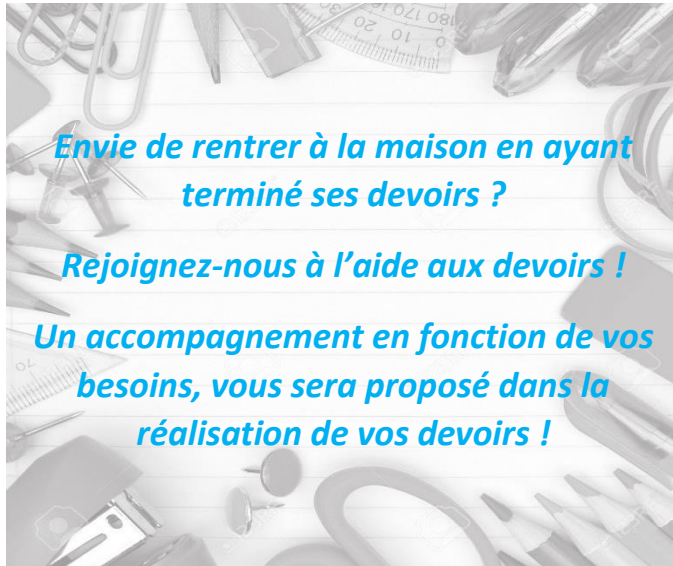 Envie de rentrer à la maison en ayant
terminé ses devoirs ?
Rejoignez-nous à l’aide aux devoirs !
Un accompagnement en fonction de vos
besoins, vous sera proposé dans la
réalisation de vos devoirs !